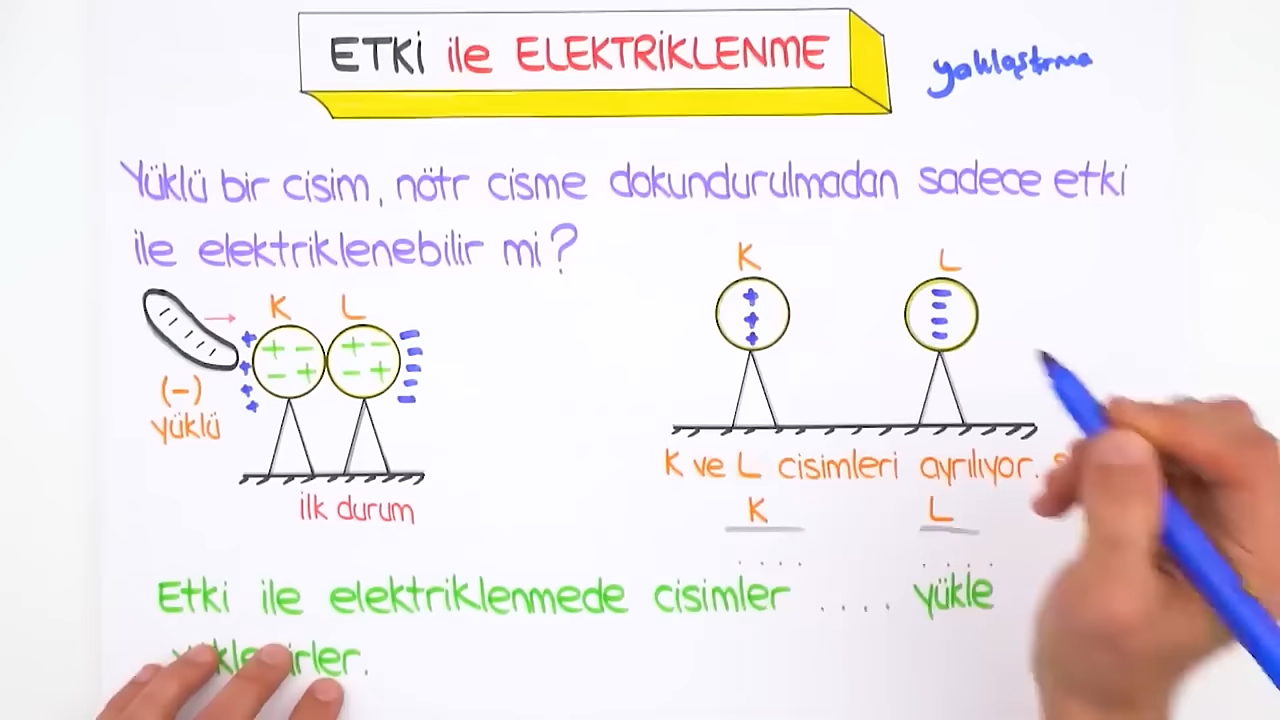 ETKİ ile ELEKTRİKLENME
yaklaştırma
Yüklü bir cisim, nötr cisme dokundurulmadan sadece etki
ile elektriklenebilir mi?
K L
(-)
yüklü
+ - + -
- + - +
ilk durum
K L
K ve L cisimleri ayrılıyor.
K L
.... ....
Etki ile elektriklenmede cisimler .... yükle